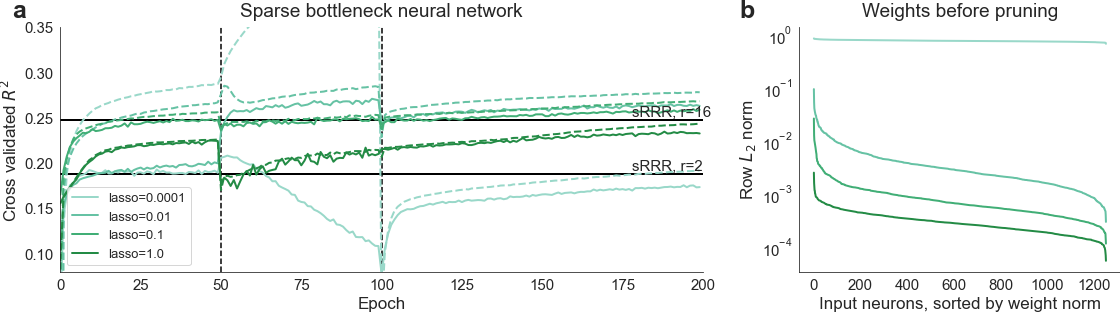 a
Sparse bottleneck neural network
Cross validated R²
0.35
0.30
0.25
0.20
0.15
0.10
sRRR, r=16
sRRR, r=2
lasso=0.0001
lasso=0.01
lasso=0.1
lasso=1.0
0 25 50 75 100 125 150 175 200
Epoch
b
Weights before pruning
Row L₂ norm
10⁰
10⁻¹
10⁻²
10⁻³
10⁻⁴
0 200 400 600 800 1000 1200
Input neurons, sorted by weight norm